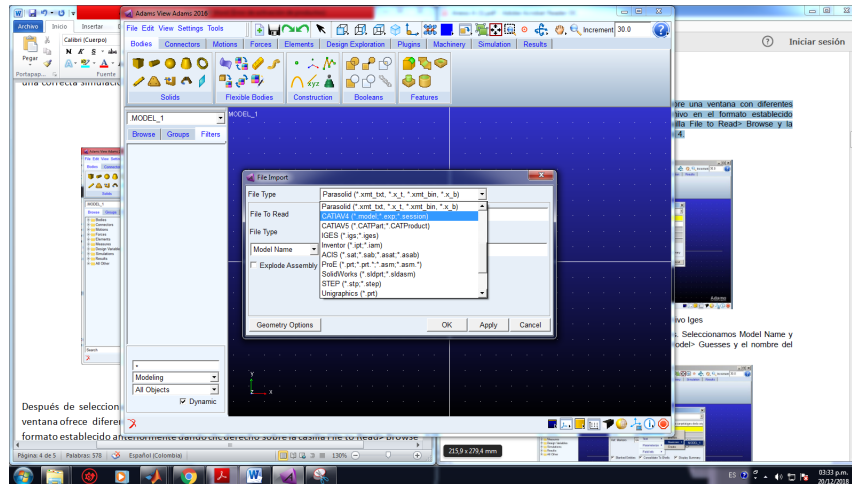 Adams View Adams 2016
Archivo Inicio Insertar
File Edit View Settings Tools
Increment 30.0
Iniciar sesión
Calibri (Cuerpo)
Bodies Connectors Motions Forces Elements Design Exploration Plugins Machinery Simulation Results
Pegar
N K S
Portapap... Fuente
Solids Flexible Bodies Construction Booleans Features
una correcta simulació
.MODEL_1
MODEL_1
Browse Groups Filters
bre una ventana con diferentes
ivo en el formato establecido
illa File to Read> Browse y la
4.
File Import
File Type Parasolid (*.xmt_txt, *.x_t, *.xmt_bin, *.x_b)
File To Read
File Type
Model Name
Explode Assembly
Parasolid (*.xmt_txt, *.x_t, *.xmt_bin, *.x_b)
CATIAV4 (*.model;*.exp;*.session)
CATIAV5 (*.CATPart;*.CATProduct)
IGES (*.igs;*.iges)
Inventor (*.ipt;*.iam)
ACIS (*.sat;*.sab;*.asat;*.asab)
ProE (*.prt;*.prt.*;*.asm;*.asm.*)
SolidWorks (*.sldprt;*.sldasm)
STEP (*.stp;*.step)
Unigraphics (*.prt)
Geometry Options OK Apply Cancel
ivo Iges
s. Seleccionamos Model Name y
odel> Guesses y el nombre del
*
Modeling
All Objects
Dynamic
y
z x
Después de seleccion
ventana ofrece diferen
formato establecido anteriormente dando clic derecho sobre la casilla File to Read> Browse
Página: 4 de 5 Palabras: 578 Español (Colombia) 130%
215,9 x 279,4 mm
ES
03:33 p.m.
20/12/2018